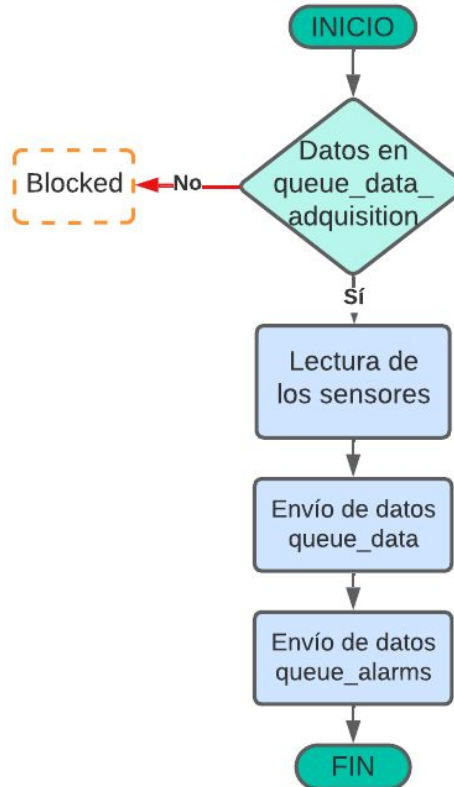 INICIO
Datos en
queue_data_
adquisition
No
Blocked
Sí
Lectura de
los sensores
Envío de datos
queue_data
Envío de datos
queue_alarms
FIN